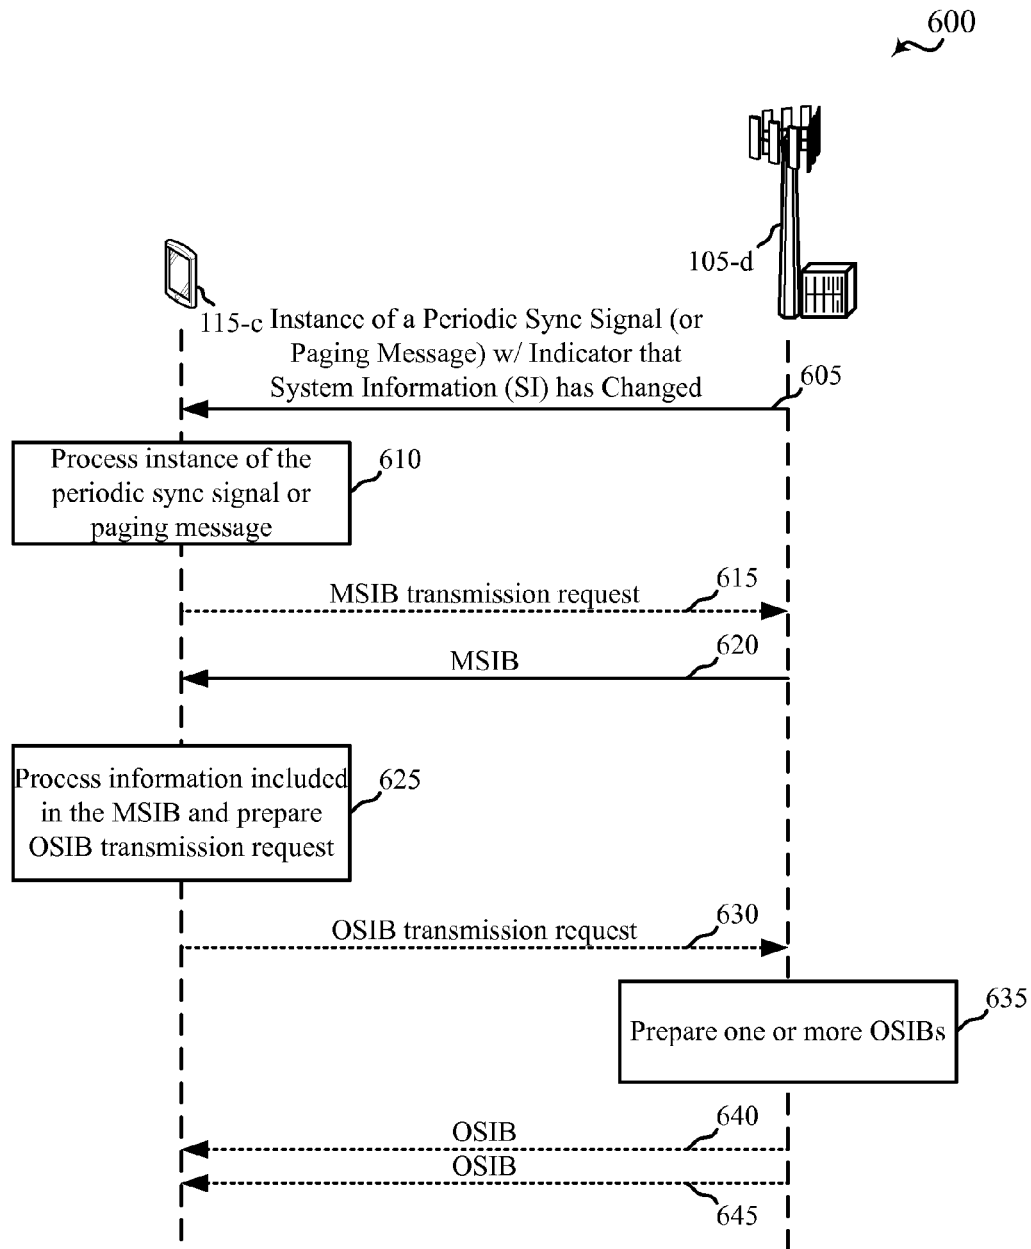 600
105-d
115-c
Instance of a Periodic Sync Signal (or
Paging Message) w/ Indicator that
System Information (SI) has Changed
605
Process instance of the
periodic sync signal or
paging message
610
MSIB transmission request
615
MSIB
620
Process information included
in the MSIB and prepare
OSIB transmission request
625
OSIB transmission request
630
Prepare one or more OSIBs
635
OSIB
640
OSIB
645